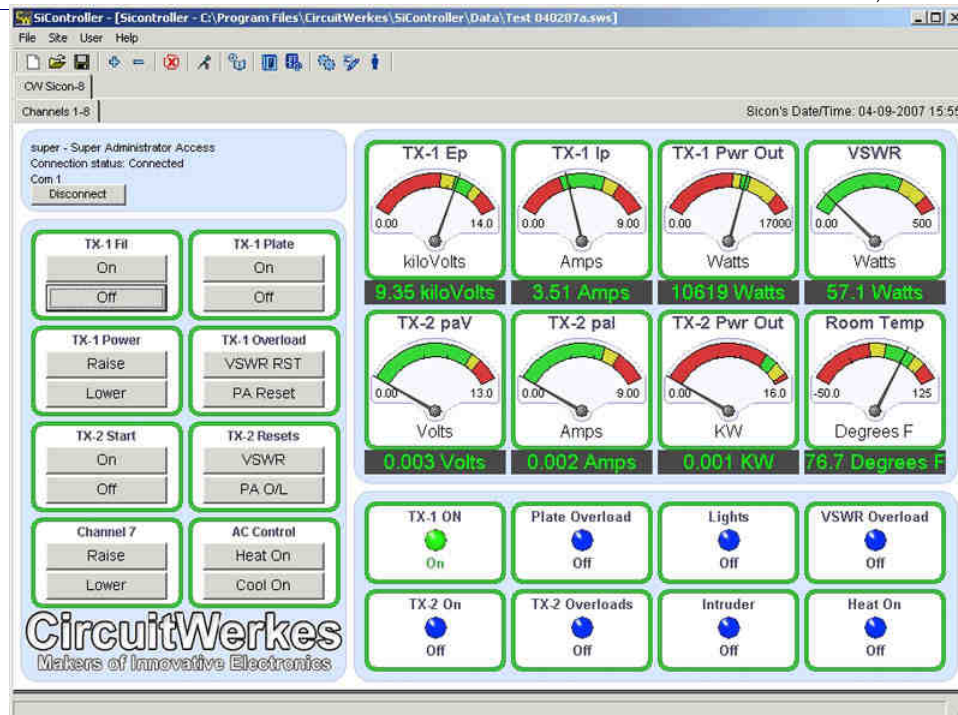 SiController - [Sicontroller - C:\Program Files\CircuitWerkes\SiController\Data\Test 040207a.sws]
File Site User Help
CW Sicon-8
Channels 1-8
Sicon's Date/Time: 04-09-2007 15:55
super - Super Administrator Access
Connection status: Connected
Com 1
Disconnect
TX-1 Fil
On
Off
TX-1 Plate
On
Off
TX-1 Power
Raise
Lower
TX-1 Overload
VSWR RST
PA Reset
TX-2 Start
On
Off
TX-2 Resets
VSWR
PA O/L
Channel 7
Raise
Lower
AC Control
Heat On
Cool On
CircuitWerkes
Makers of Innovative Electronics
TX-1 Ep
0.00 14.0
kiloVolts
9.35 kiloVolts
TX-1 Ip
0.00 9.00
Amps
3.51 Amps
TX-1 Pwr Out
0.00 17000
Watts
10619 Watts
VSWR
0.00 500
Watts
57.1 Watts
TX-2 paV
0.00 13.0
Volts
0.003 Volts
TX-2 paI
0.00 9.00
Amps
0.002 Amps
TX-2 Pwr Out
0.00 16.0
KW
0.001 KW
Room Temp
-50.0 125
Degrees F
76.7 Degrees F
TX-1 ON
On
Plate Overload
Off
Lights
Off
VSWR Overload
Off
TX-2 On
Off
TX-2 Overloads
Off
Intruder
Off
Heat On
Off